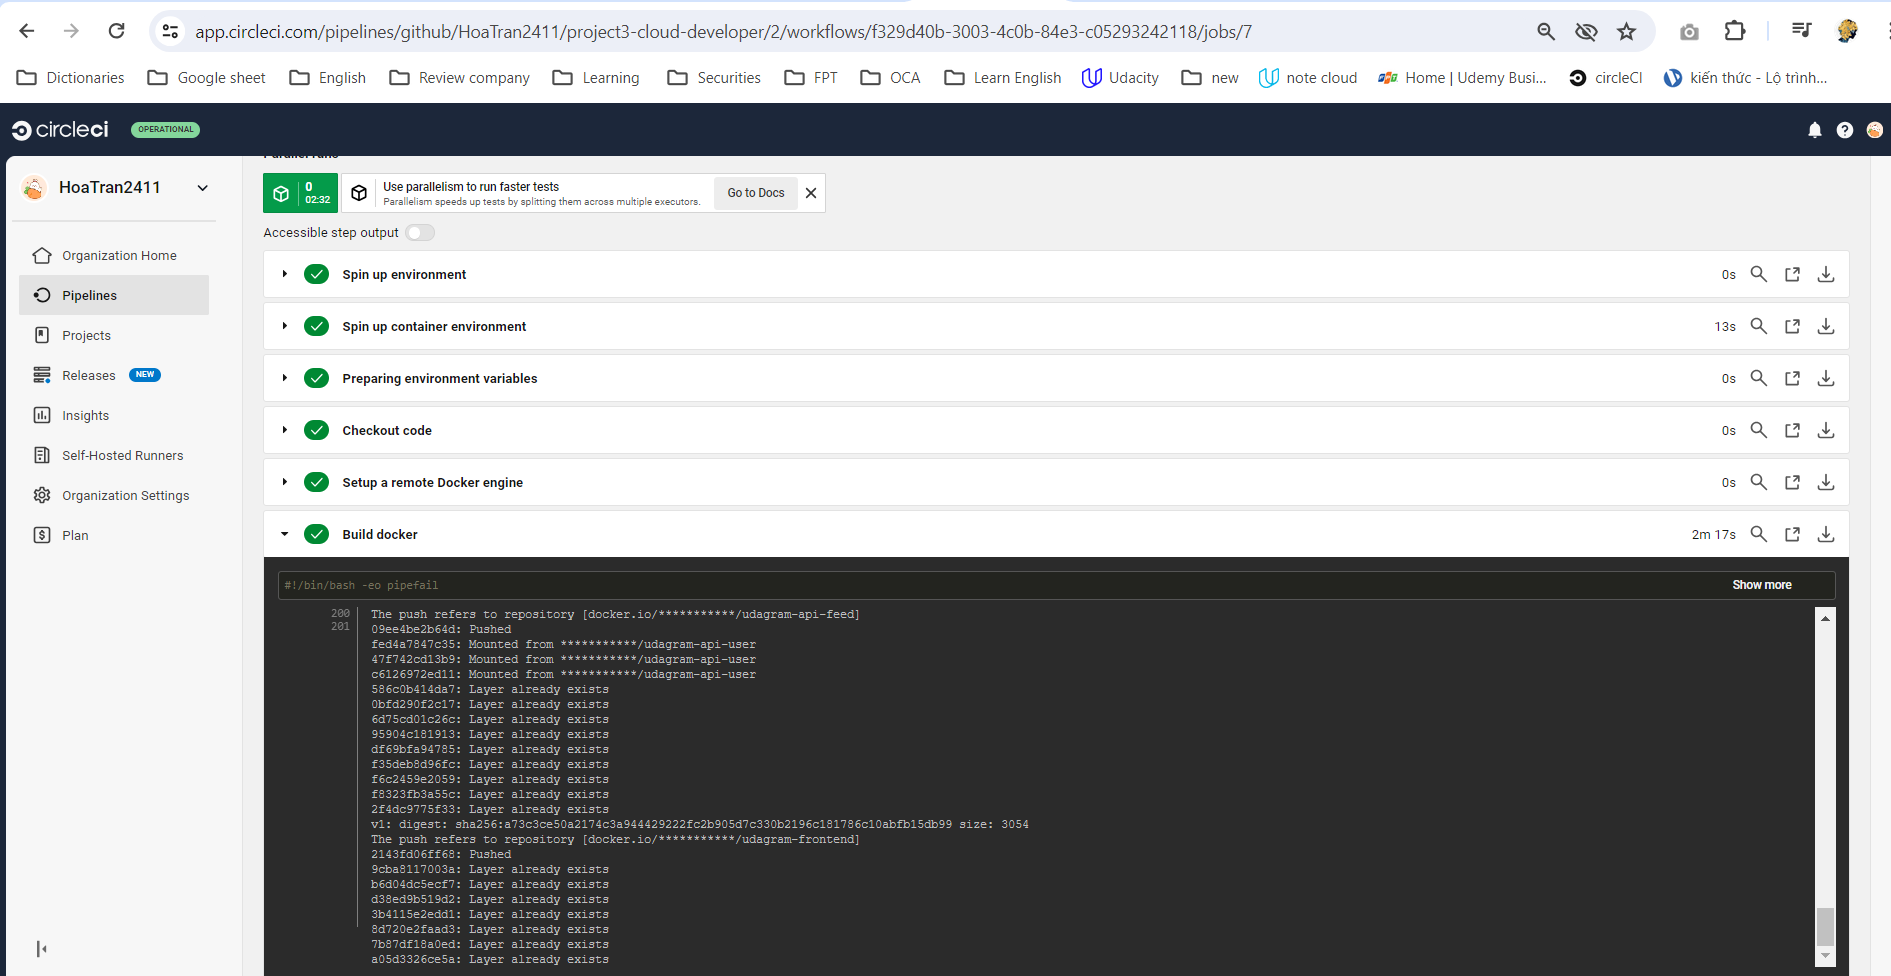 app.circleci.com/pipelines/github/HoaTran2411/project3-cloud-developer/2/workflows/f329d40b-3003-4c0b-84e3-c05293242118/jobs/7
Dictionaries Google sheet English Review company Learning Securities FPT OCA Learn English Udacity new note cloud Home | Udemy Busi... circleCI kiến thức - Lộ trình...
circleci OPERATIONAL
Parallel runs
HoaTran2411
Organization Home
Pipelines
Projects
Releases NEW
Insights
Self-Hosted Runners
Organization Settings
Plan
0
02:32
Use parallelism to run faster tests
Parallelism speeds up tests by splitting them across multiple executors.
Go to Docs
Accessible step output
Spin up environment 0s
Spin up container environment 13s
Preparing environment variables 0s
Checkout code 0s
Setup a remote Docker engine 0s
Build docker 2m 17s
#!/bin/bash -eo pipefail Show more
200 The push refers to repository [docker.io/***********/udagram-api-feed]
201 09ee4be2b64d: Pushed
fed4a7847c35: Mounted from ***********/udagram-api-user
47f742cd13b9: Mounted from ***********/udagram-api-user
c6126972ed11: Mounted from ***********/udagram-api-user
586c0b414da7: Layer already exists
0bfd290f2c17: Layer already exists
6d75cd01c26c: Layer already exists
95904c181913: Layer already exists
df69bfa94785: Layer already exists
f35deb8d96fc: Layer already exists
f6c2459e2059: Layer already exists
f8323fb3a55c: Layer already exists
2f4dc9775f33: Layer already exists
v1: digest: sha256:a73c3ce50a2174c3a944429222fc2b905d7c330b2196c181786c10abfb15db99 size: 3054
The push refers to repository [docker.io/***********/udagram-frontend]
2143fd06ff68: Pushed
9cba8117003a: Layer already exists
b6d04dc5ecf7: Layer already exists
d38ed9b519d2: Layer already exists
3b4115e2edd1: Layer already exists
8d720e2faad3: Layer already exists
7b87df18a0ed: Layer already exists
a05d3326ce5a: Layer already exists